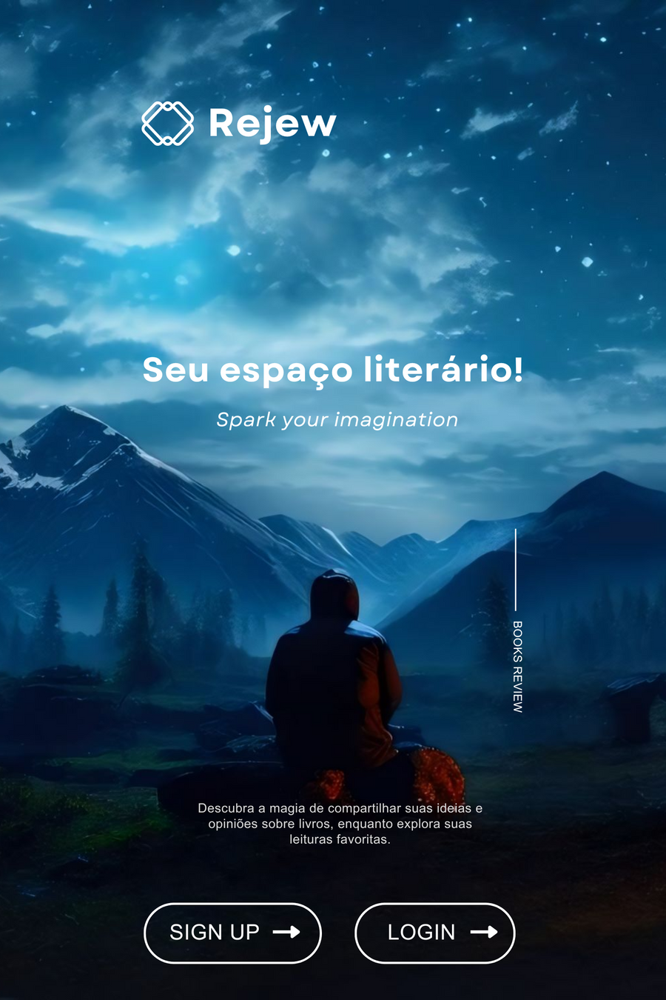 Rejew
Seu espaço literário!
Spark your imagination
BOOKS REVIEW
Descubra a magia de compartilhar suas ideias e
opiniões sobre livros, enquanto explora suas
leituras favoritas.
SIGN UP
LOGIN